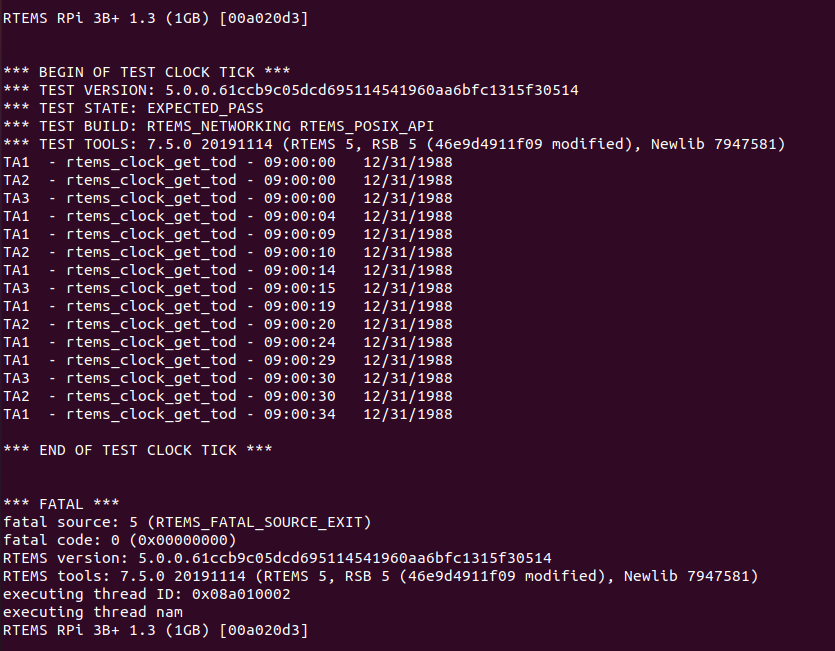 RTEMS RPi 3B+ 1.3 (1GB) [00a020d3]
*** BEGIN OF TEST CLOCK TICK ***
*** TEST VERSION: 5.0.0.61ccb9c05dcd695114541960aa6bfc1315f30514
*** TEST STATE: EXPECTED_PASS
*** TEST BUILD: RTEMS_NETWORKING RTEMS_POSIX_API
*** TEST TOOLS: 7.5.0 20191114 (RTEMS 5, RSB 5 (46e9d4911f09 modified), Newlib 7947581)
TA1  - rtems_clock_get_tod - 09:00:00   12/31/1988
TA2  - rtems_clock_get_tod - 09:00:00   12/31/1988
TA3  - rtems_clock_get_tod - 09:00:00   12/31/1988
TA1  - rtems_clock_get_tod - 09:00:04   12/31/1988
TA1  - rtems_clock_get_tod - 09:00:09   12/31/1988
TA2  - rtems_clock_get_tod - 09:00:10   12/31/1988
TA1  - rtems_clock_get_tod - 09:00:14   12/31/1988
TA3  - rtems_clock_get_tod - 09:00:15   12/31/1988
TA1  - rtems_clock_get_tod - 09:00:19   12/31/1988
TA2  - rtems_clock_get_tod - 09:00:20   12/31/1988
TA1  - rtems_clock_get_tod - 09:00:24   12/31/1988
TA1  - rtems_clock_get_tod - 09:00:29   12/31/1988
TA3  - rtems_clock_get_tod - 09:00:30   12/31/1988
TA2  - rtems_clock_get_tod - 09:00:30   12/31/1988
TA1  - rtems_clock_get_tod - 09:00:34   12/31/1988
*** END OF TEST CLOCK TICK ***
*** FATAL ***
fatal source: 5 (RTEMS_FATAL_SOURCE_EXIT)
fatal code: 0 (0x00000000)
RTEMS version: 5.0.0.61ccb9c05dcd695114541960aa6bfc1315f30514
RTEMS tools: 7.5.0 20191114 (RTEMS 5, RSB 5 (46e9d4911f09 modified), Newlib 7947581)
executing thread ID: 0x08a010002
executing thread nam
RTEMS RPi 3B+ 1.3 (1GB) [00a020d3]